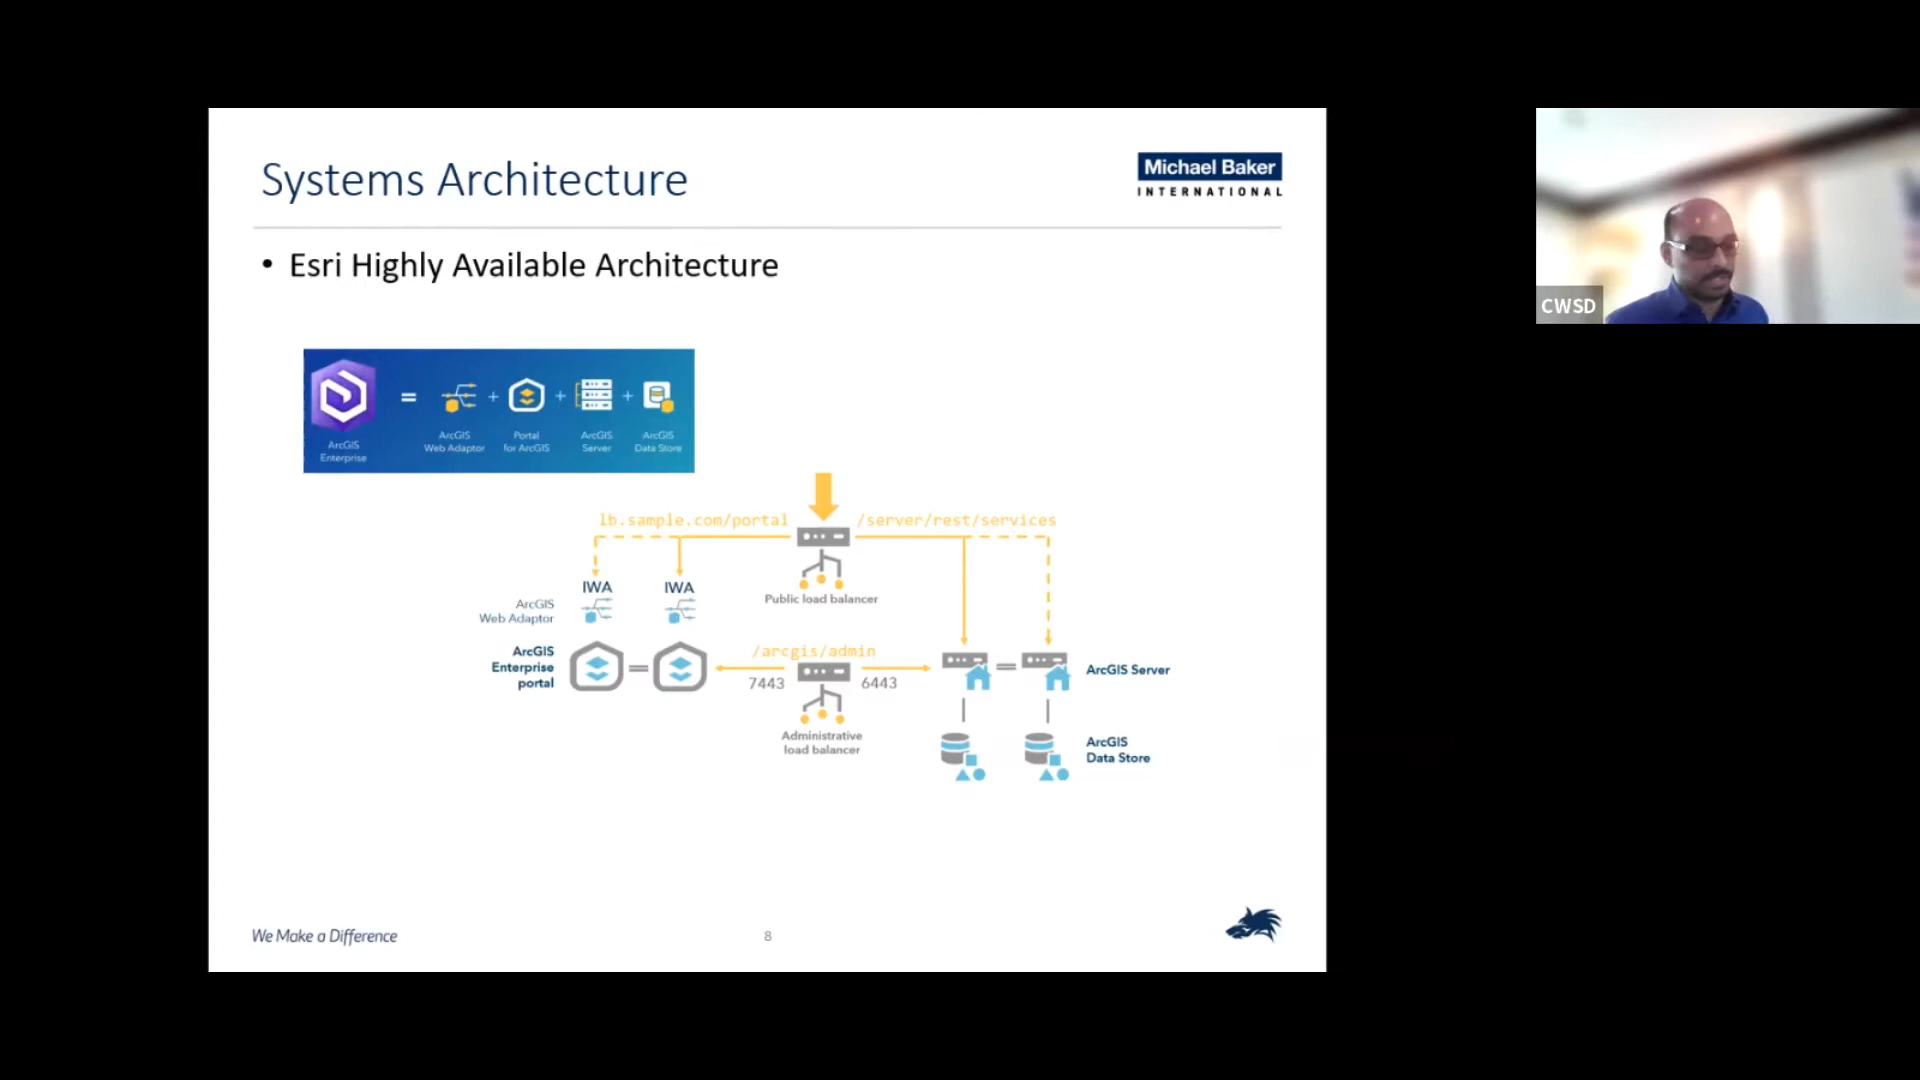 Systems Architecture
Michael Baker
INTERNATIONAL
• Esri Highly Available Architecture
= + + +
ArcGIS
Enterprise
ArcGIS
Web Adaptor
Portal
for ArcGIS
ArcGIS
Server
ArcGIS
Data Store
lb.sample.com/portal
/server/rest/services
IWA
IWA
Public load balancer
ArcGIS
Web Adaptor
ArcGIS
Enterprise
portal
/arcgis/admin
7443
6443
ArcGIS Server
Administrative
load balancer
ArcGIS
Data Store
We Make a Difference
8
CWSD